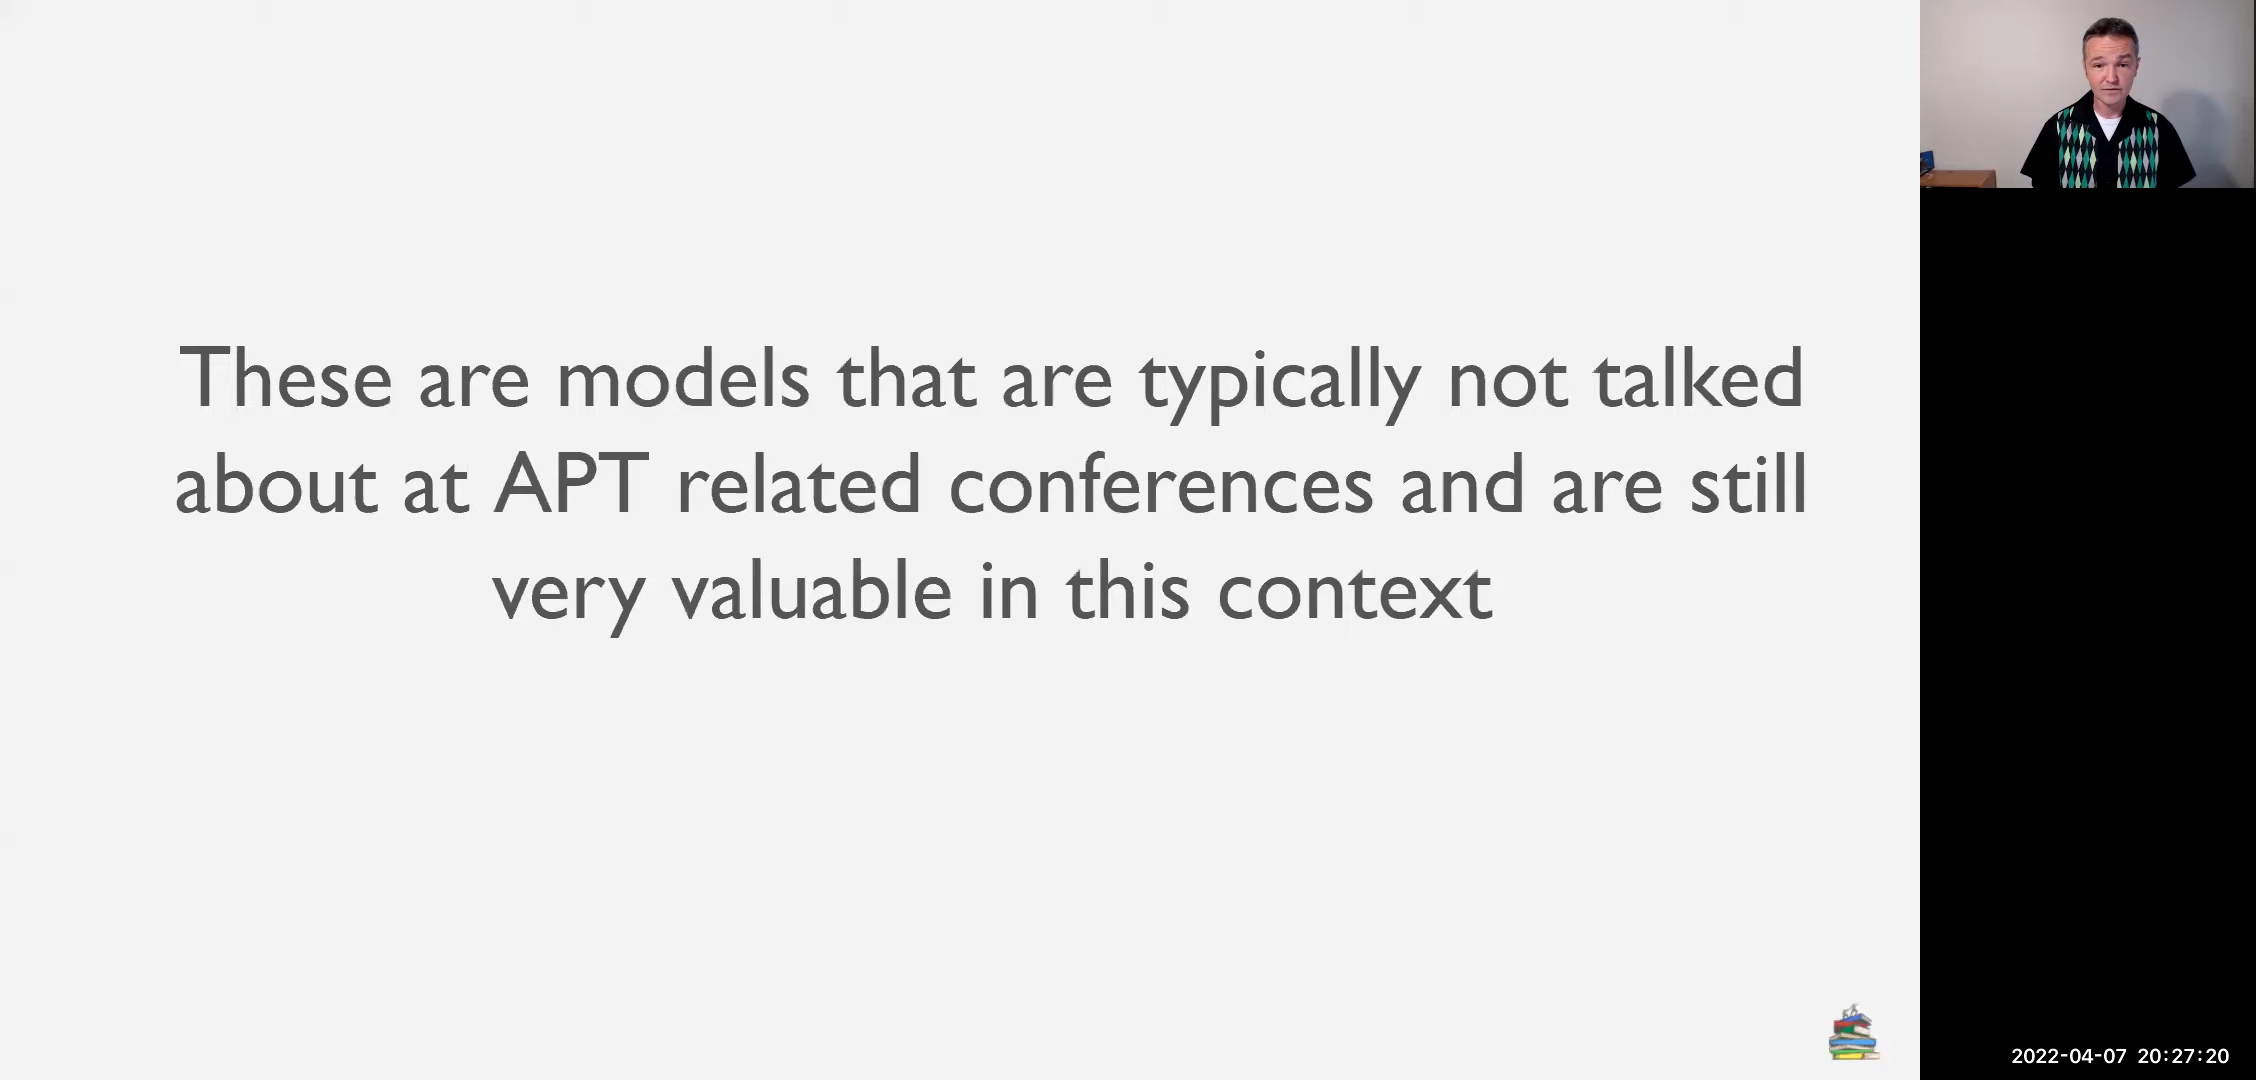 These are models that are typically not talked
about at APT related conferences and are still
very valuable in this context
2022-04-07 20:27:20